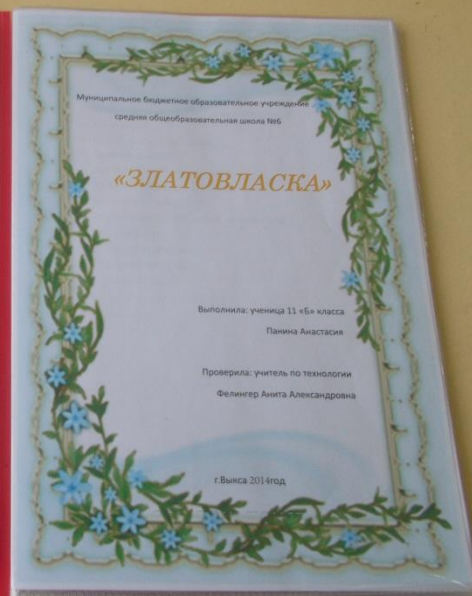 Муниципальное бюджетное образовательное учреждение
средняя общеобразовательная школа №6
«ЗЛАТОВЛАСКА»
Выполнила: ученица 11 «Б» класса
Панина Анастасия
Проверила: учитель по технологии
Фелингер Анита Александровна
г.Выкса 2014год